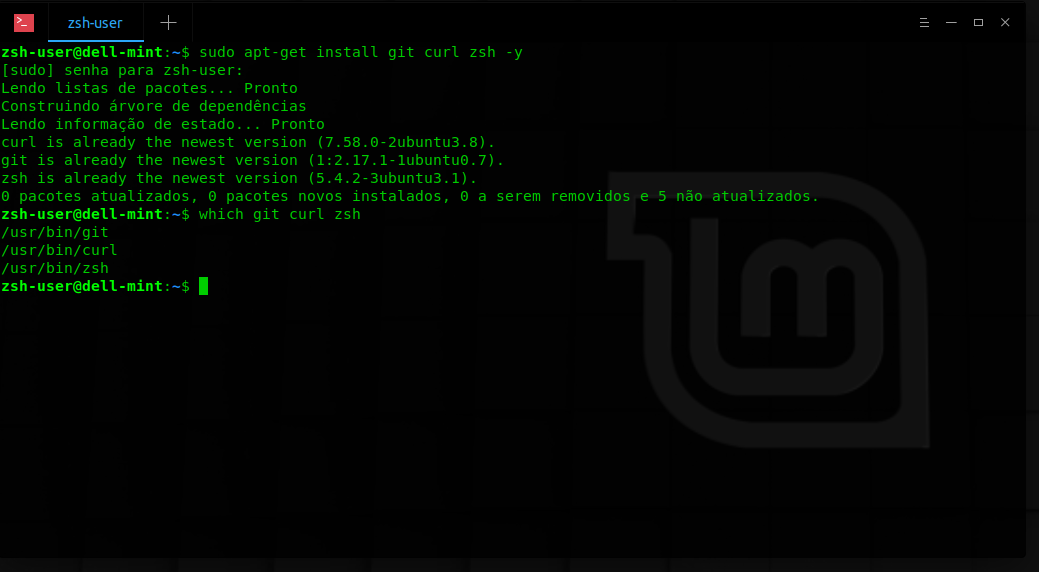 zsh-user
zsh-user@dell-mint:~$ sudo apt-get install git curl zsh -y
[sudo] senha para zsh-user:
Lendo listas de pacotes... Pronto
Construindo árvore de dependências
Lendo informação de estado... Pronto
curl is already the newest version (7.58.0-2ubuntu3.8).
git is already the newest version (1:2.17.1-1ubuntu0.7).
zsh is already the newest version (5.4.2-3ubuntu3.1).
0 pacotes atualizados, 0 pacotes novos instalados, 0 a serem removidos e 5 não atualizados.
zsh-user@dell-mint:~$ which git curl zsh
/usr/bin/git
/usr/bin/curl
/usr/bin/zsh
zsh-user@dell-mint:~$